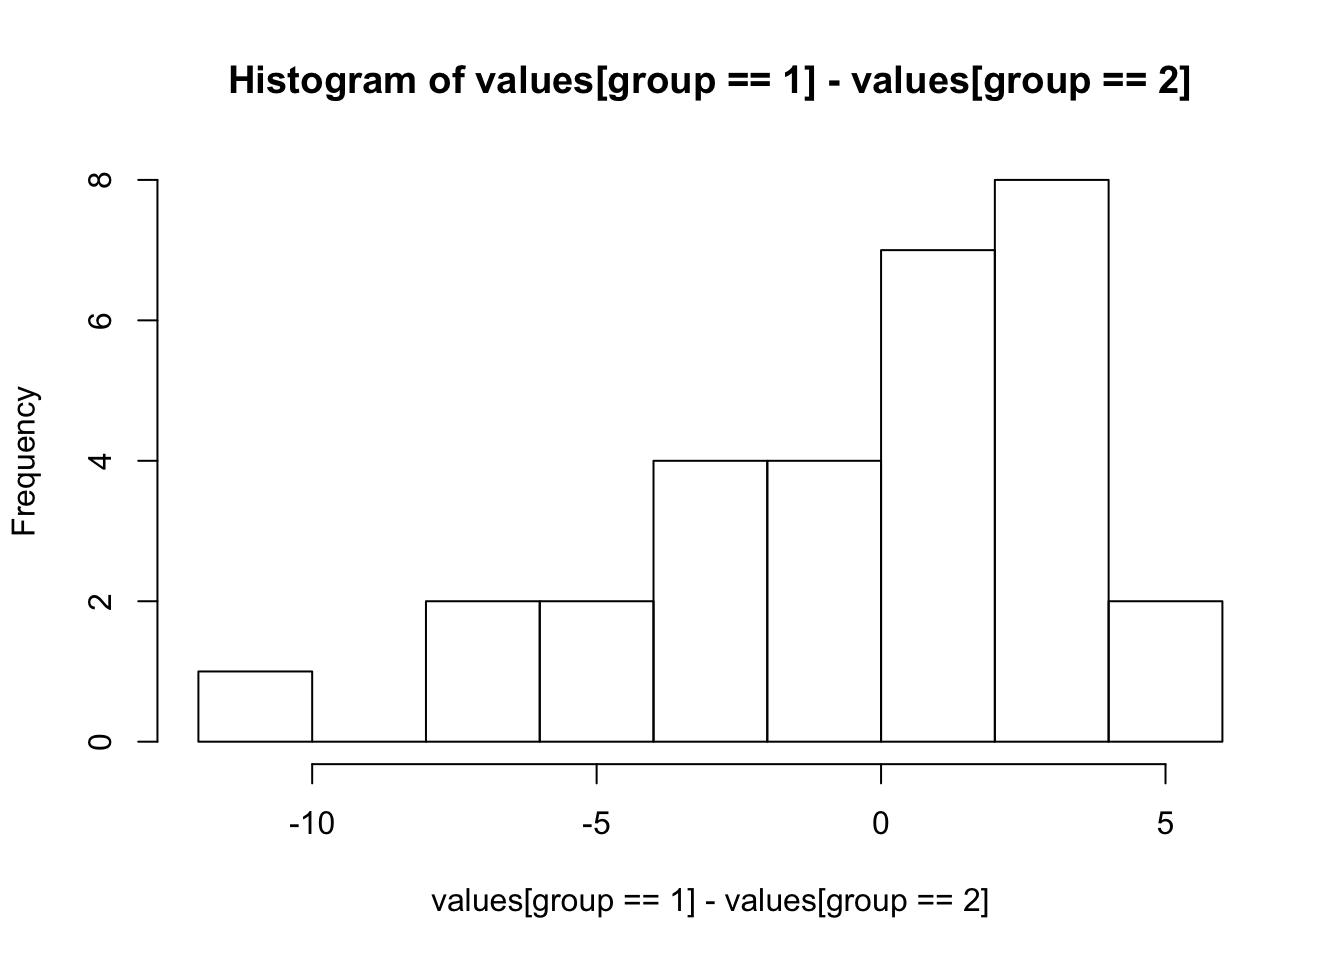 Histogram of values[group == 1] - values[group == 2]
Frequency
8
6
4
2
0
-10 -5 0 5
values[group == 1] - values[group == 2]